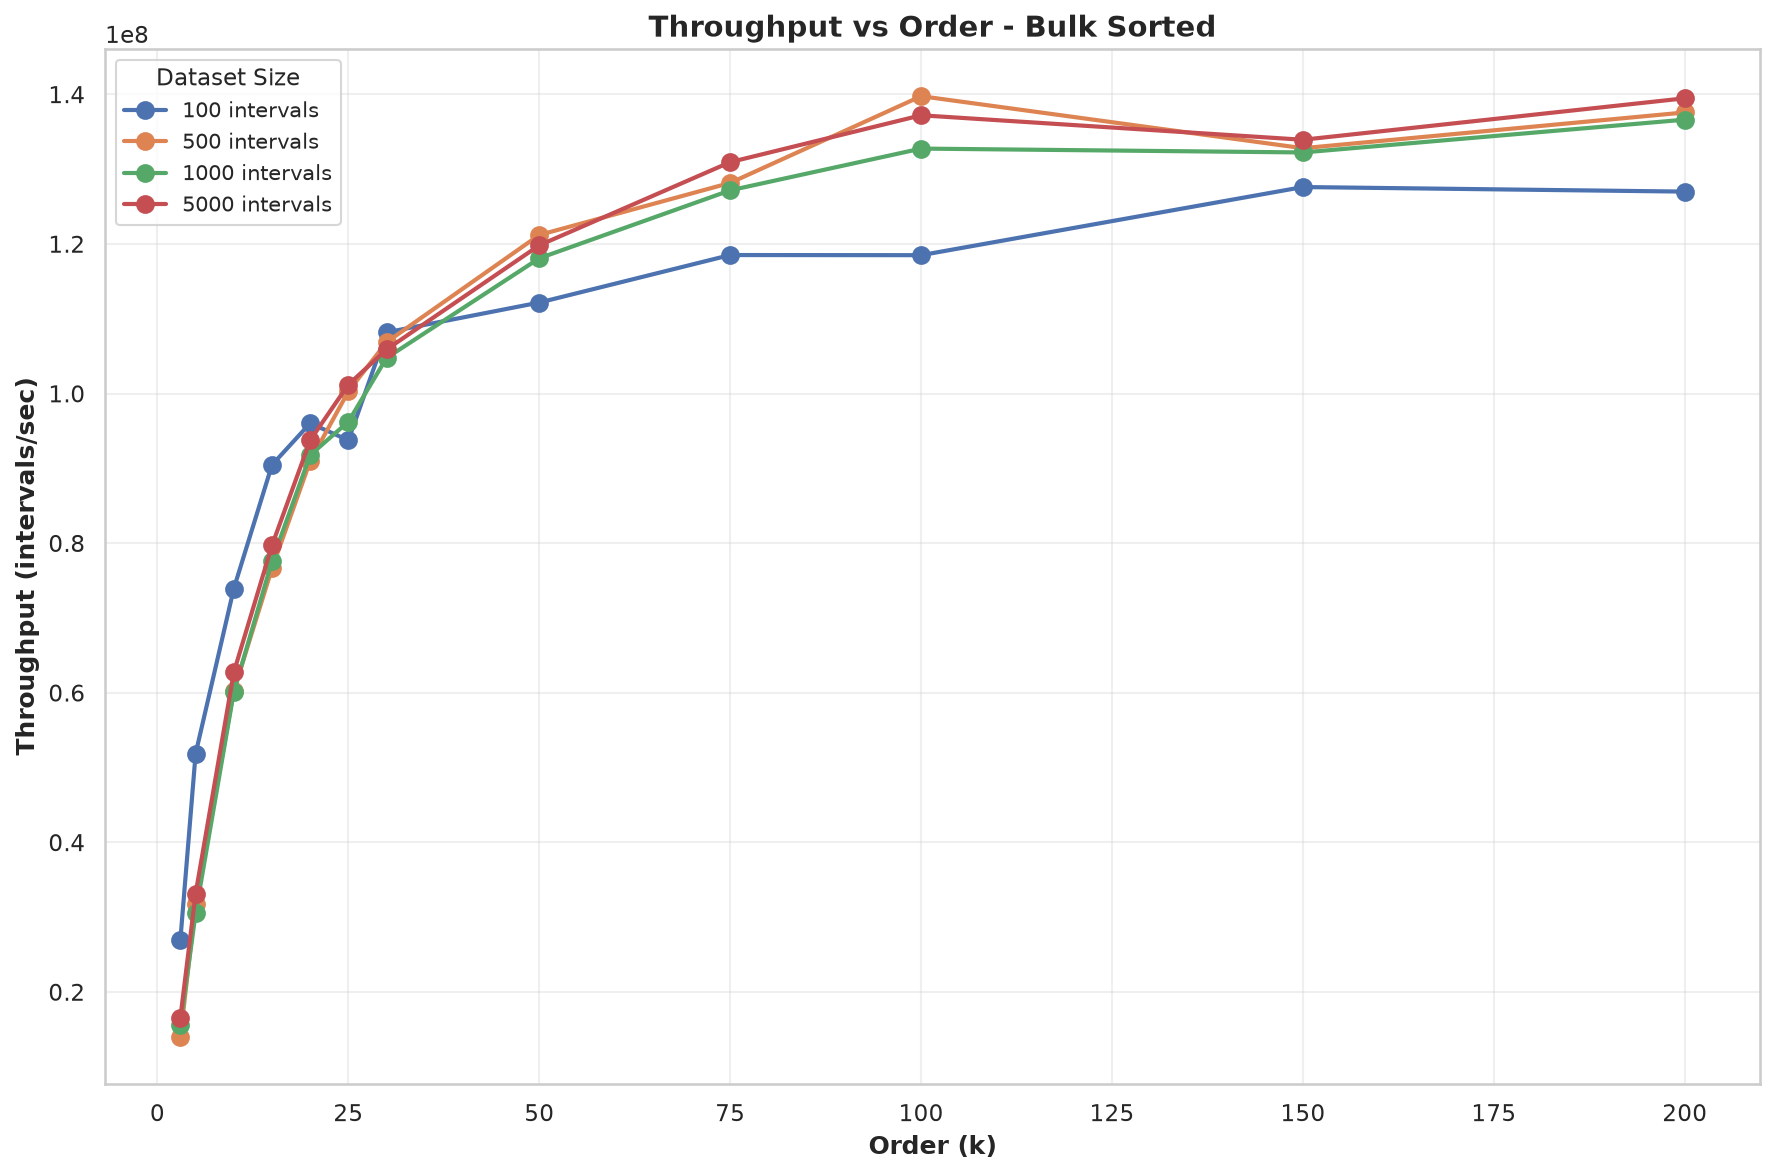 Throughput vs Order - Bulk Sorted
1e8
Dataset Size
100 intervals
500 intervals
1000 intervals
5000 intervals
1.4
1.2
1.0
0.8
0.6
0.4
0.2
Throughput (intervals/sec)
0 25 50 75 100 125 150 175 200
Order (k)